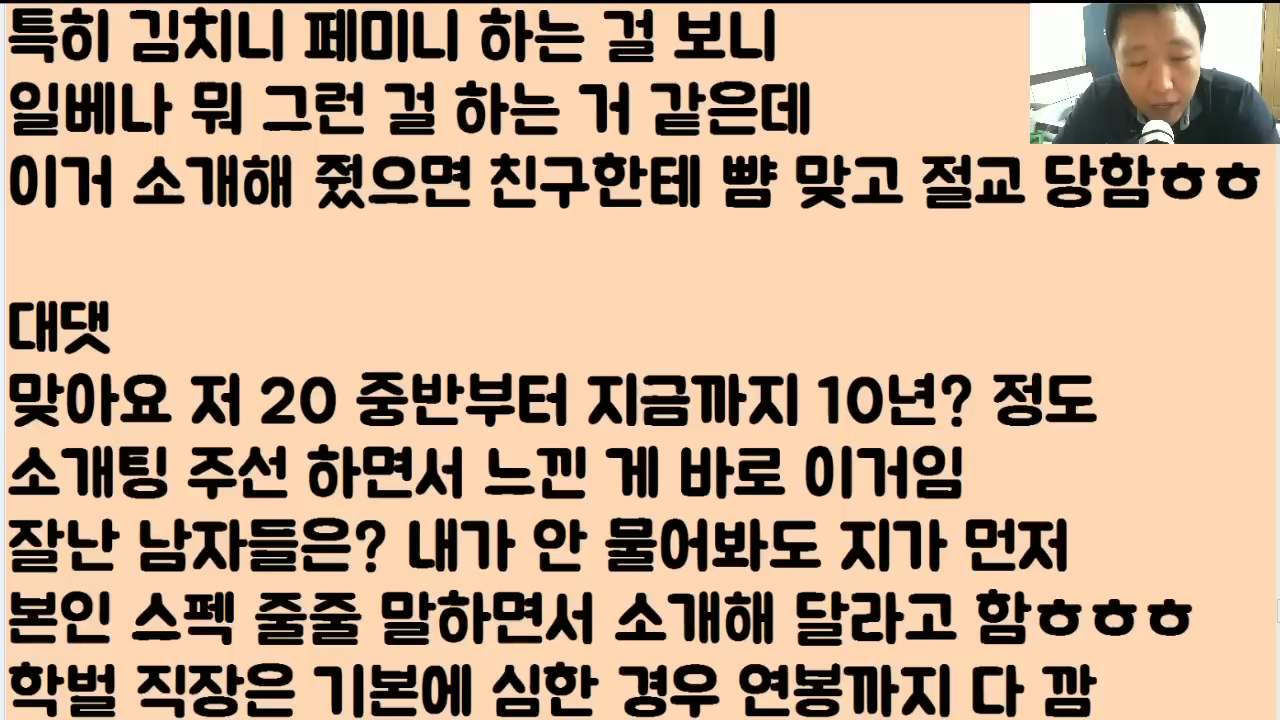 특히 김치니 페미니 하는 걸 보니
일베나 뭐 그런 걸 하는 거 같은데
이거 소개해 줬으면 친구한테 뺨 맞고 절교 당함ㅎㅎ
대댓
맞아요 저 20 중반부터 지금까지 10년? 정도
소개팅 주선 하면서 느낀 게 바로 이거임
잘난 남자들은? 내가 안 물어봐도 지가 먼저
본인 스펙 줄줄 말하면서 소개해 달라고 함ㅎㅎㅎ
학벌 직장은 기본에 심한 경우 연봉까지 다 깜